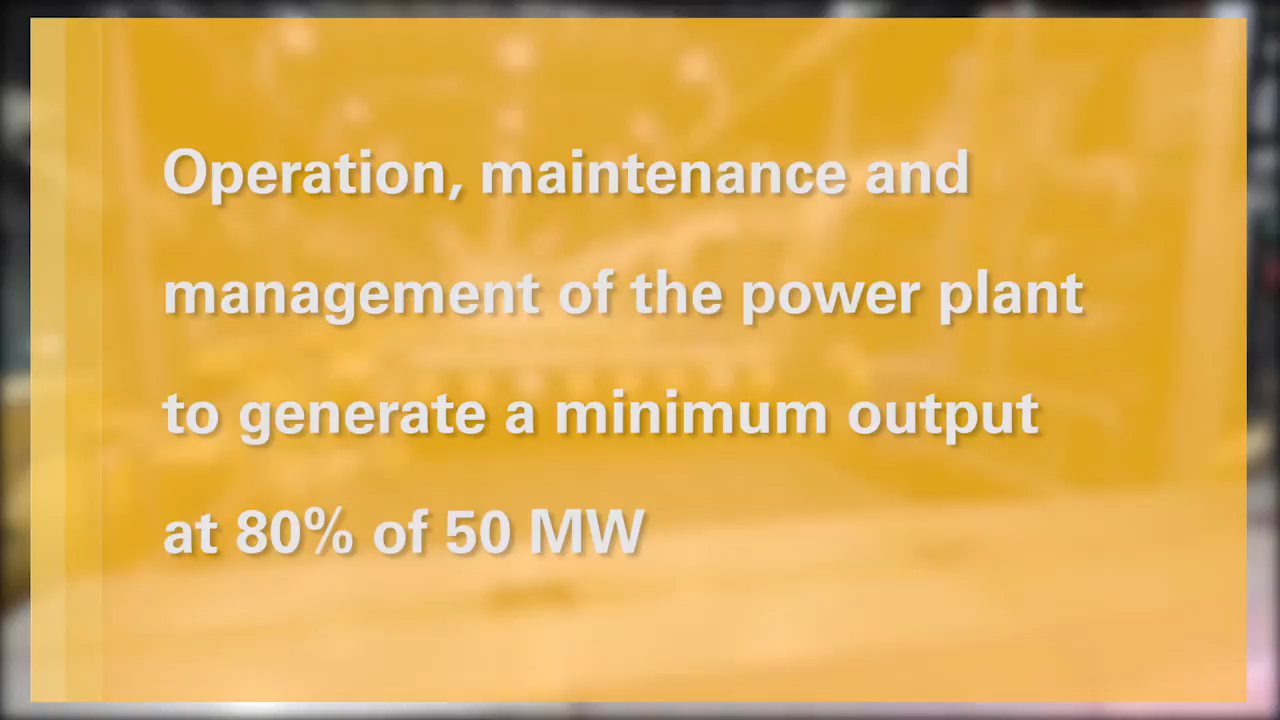 Operation, maintenance and
management of the power plant
to generate a minimum output
at 80% of 50 MW